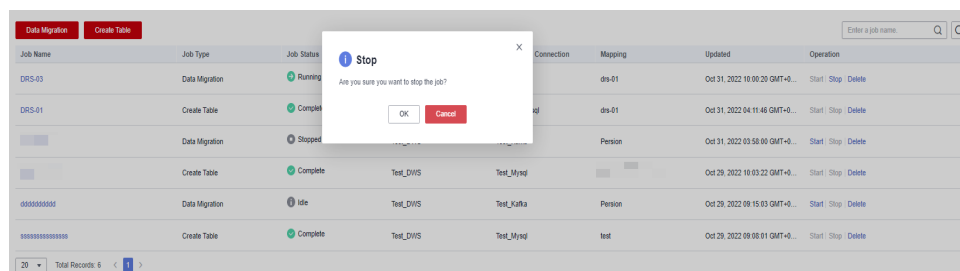 Data Migration Create Table Enter a job name.
Job Name Job Type Job Status Connection Mapping Updated Operation
Stop
Are you sure you want to stop the job?
OK Cancel
DRS-03 Data Migration Running drs-01 Oct 31, 2022 10:00:20 GMT+0... Start Stop Delete
DRS-01 Create Table drs-01 Oct 31, 2022 04:11:46 GMT+0... Start Stop Delete
Data Migration Stopped Persion Oct 31, 2022 03:58:00 GMT+0... Start Stop Delete
Create Table Complete Test_DWS Test_Mysql Oct 29, 2022 10:03:22 GMT+0... Start Stop Delete
dddddddddd Data Migration Idle Test_DWS Test_Kafka Persion Oct 29, 2022 09:15:03 GMT+0... Start Stop Delete
sssssssssssssss Create Table Complete Test_DWS Test_Mysql test Oct 29, 2022 09:08:01 GMT+0... Start Stop Delete
20 Total Records: 6 < 1 >